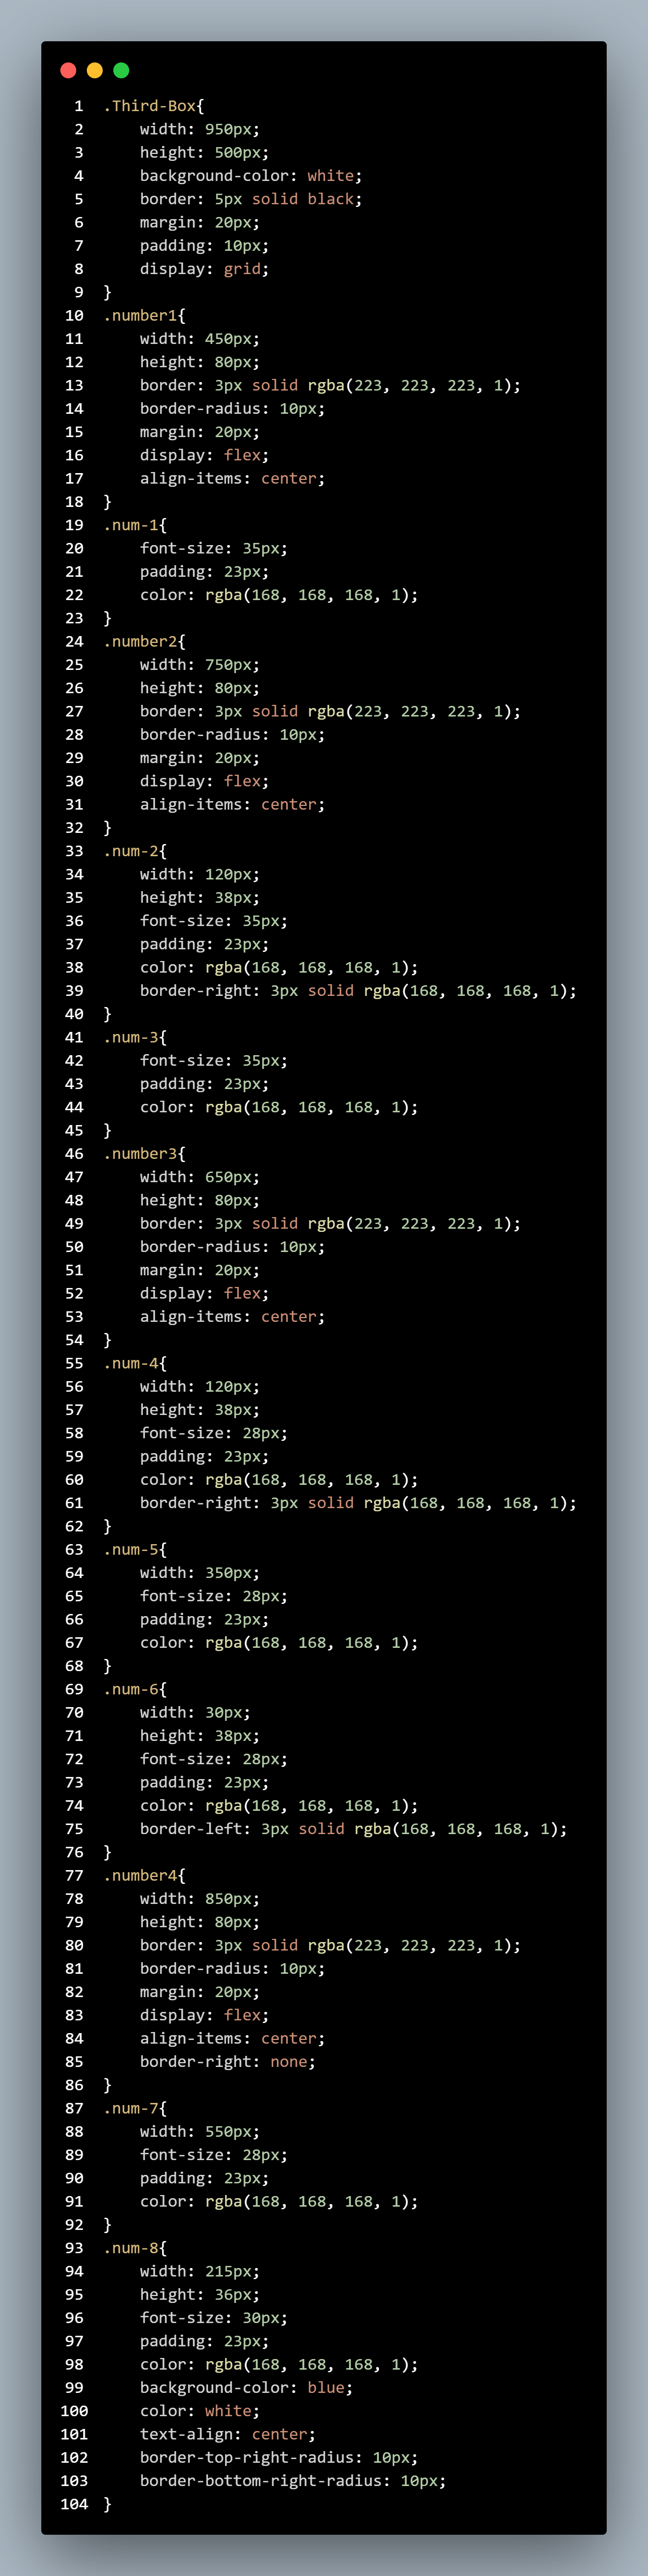 1 .Third-Box{
2     width: 950px;
3     height: 500px;
4     background-color: white;
5     border: 5px solid black;
6     margin: 20px;
7     padding: 10px;
8     display: grid;
9 }
10 .number1{
11     width: 450px;
12     height: 80px;
13     border: 3px solid rgba(223, 223, 223, 1);
14     border-radius: 10px;
15     margin: 20px;
16     display: flex;
17     align-items: center;
18 }
19 .num-1{
20     font-size: 35px;
21     padding: 23px;
22     color: rgba(168, 168, 168, 1);
23 }
24 .number2{
25     width: 750px;
26     height: 80px;
27     border: 3px solid rgba(223, 223, 223, 1);
28     border-radius: 10px;
29     margin: 20px;
30     display: flex;
31     align-items: center;
32 }
33 .num-2{
34     width: 120px;
35     height: 38px;
36     font-size: 35px;
37     padding: 23px;
38     color: rgba(168, 168, 168, 1);
39     border-right: 3px solid rgba(168, 168, 168, 1);
40 }
41 .num-3{
42     font-size: 35px;
43     padding: 23px;
44     color: rgba(168, 168, 168, 1);
45 }
46 .number3{
47     width: 650px;
48     height: 80px;
49     border: 3px solid rgba(223, 223, 223, 1);
50     border-radius: 10px;
51     margin: 20px;
52     display: flex;
53     align-items: center;
54 }
55 .num-4{
56     width: 120px;
57     height: 38px;
58     font-size: 28px;
59     padding: 23px;
60     color: rgba(168, 168, 168, 1);
61     border-right: 3px solid rgba(168, 168, 168, 1);
62 }
63 .num-5{
64     width: 350px;
65     font-size: 28px;
66     padding: 23px;
67     color: rgba(168, 168, 168, 1);
68 }
69 .num-6{
70     width: 30px;
71     height: 38px;
72     font-size: 28px;
73     padding: 23px;
74     color: rgba(168, 168, 168, 1);
75     border-left: 3px solid rgba(168, 168, 168, 1);
76 }
77 .number4{
78     width: 850px;
79     height: 80px;
80     border: 3px solid rgba(223, 223, 223, 1);
81     border-radius: 10px;
82     margin: 20px;
83     display: flex;
84     align-items: center;
85     border-right: none;
86 }
87 .num-7{
88     width: 550px;
89     font-size: 28px;
90     padding: 23px;
91     color: rgba(168, 168, 168, 1);
92 }
93 .num-8{
94     width: 215px;
95     height: 36px;
96     font-size: 30px;
97     padding: 23px;
98     color: rgba(168, 168, 168, 1);
99     background-color: blue;
100     color: white;
101     text-align: center;
102     border-top-right-radius: 10px;
103     border-bottom-right-radius: 10px;
104 }